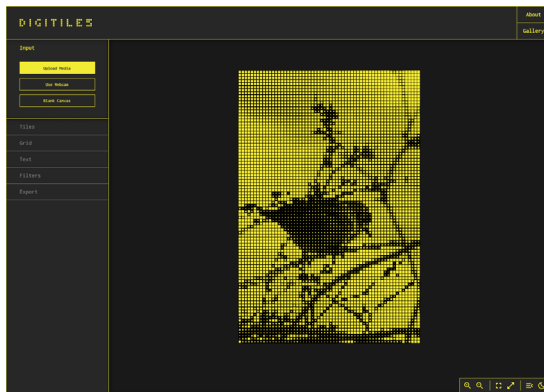 DIGITILES
About
Gallery
Input
Upload Media
Use Webcam
Blank Canvas
Tiles
Grid
Text
Filters
Export